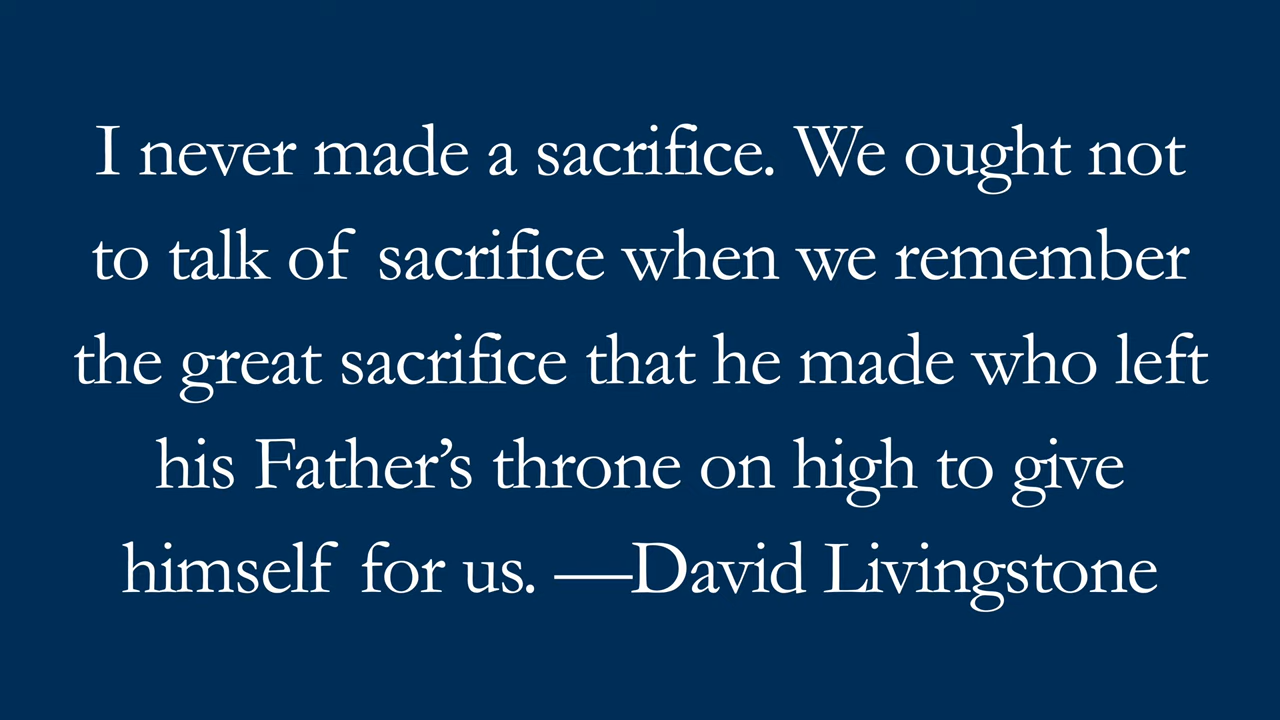 I never made a sacrifice. We ought not
to talk of sacrifice when we remember
the great sacrifice that he made who left
his Father’s throne on high to give
himself for us. —David Livingstone